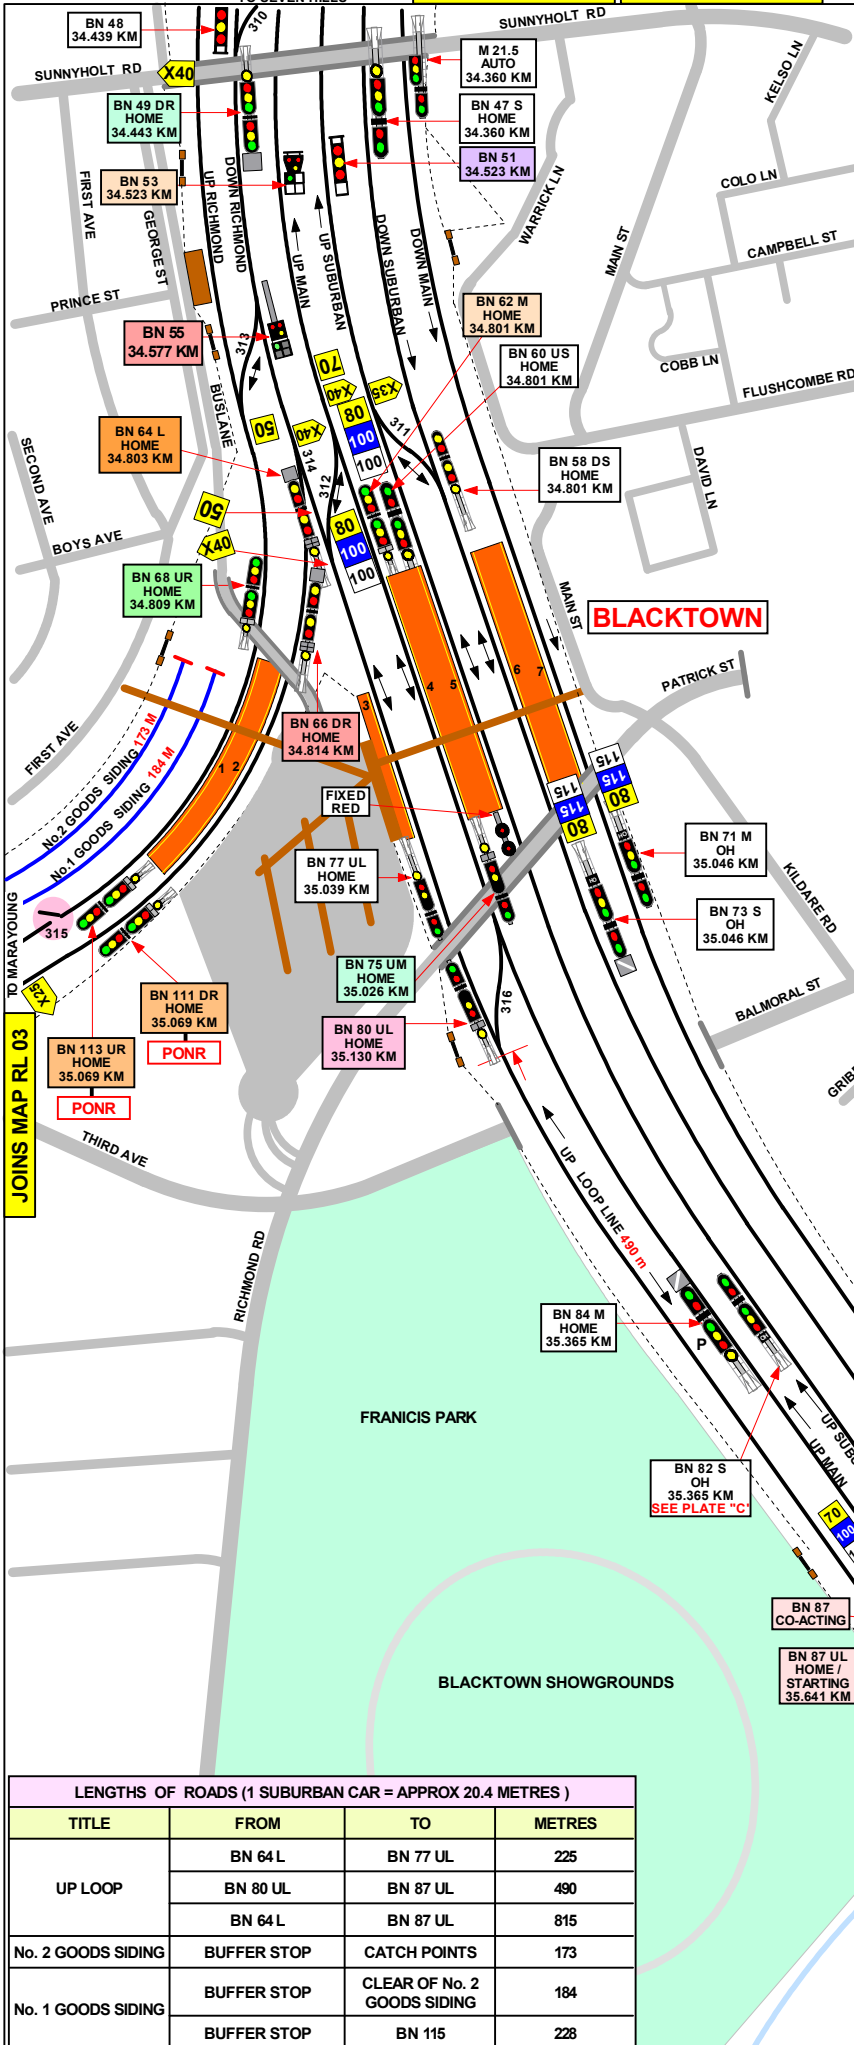 TO SEVEN HILLS
BN 48
34.439 KM
310
SUNNYHOLT RD
SUNNYHOLT RD
X40
M 21.5
AUTO
34.360 KM
KELSO LN
BN 49 DR
HOME
34.443 KM
BN 47 S
HOME
34.360 KM
BN 51
34.523 KM
BN 53
34.523 KM
FIRST AVE
GEORGE ST
UP RICHMOND
DOWN RICHMOND
UP MAIN
UP SUBURBAN
DOWN SUBURBAN
DOWN MAIN
WARRICK LN
MAIN ST
COLO LN
CAMPBELL ST
PRINCE ST
BN 62 M
HOME
34.801 KM
BN 55
34.577 KM
313
BN 60 US
HOME
34.801 KM
COBB LN
FLUSHCOMBE RD
70
X40
X35
BUSLANE
50
X40
80
100
100
311
314
312
BN 64 L
HOME
34.803 KM
BN 58 DS
HOME
34.801 KM
DAVID LN
SECOND AVE
50
BOYS AVE
X40
80
100
100
BN 68 UR
HOME
34.809 KM
MAIN ST
BLACKTOWN
PATRICK ST
FIRST AVE
No.2 GOODS SIDING 173 M
No.1 GOODS SIDING 184 M
1 2
3
4 5
6 7
BN 66 DR
HOME
34.814 KM
FIXED
RED
115
115
80
115
115
80
BN 77 UL
HOME
35.039 KM
BN 71 M
OH
35.046 KM
KILDARE RD
BN 73 S
OH
35.046 KM
TO MARAYOUNG
315
X25
BN 75 UM
HOME
35.026 KM
316
BALMORAL ST
BN 111 DR
HOME
35.069 KM
PONR
BN 80 UL
HOME
35.130 KM
BN 113 UR
HOME
35.069 KM
PONR
JOINS MAP RL 03
THIRD AVE
UP LOOP LINE 490 m
RICHMOND RD
BN 84 M
HOME
35.365 KM
P
FRANICIS PARK
UP MAIN
BN 82 S
OH
35.365 KM
SEE PLATE "C"
70
100
BN 87
CO-ACTING
BN 87 UL
HOME /
STARTING
35.641 KM
BLACKTOWN SHOWGROUNDS
LENGTHS OF ROADS (1 SUBURBAN CAR = APPROX 20.4 METRES )
TITLE FROM TO METRES
UP LOOP BN 64 L BN 77 UL 225
BN 80 UL BN 87 UL 490
BN 64 L BN 87 UL 815
No. 2 GOODS SIDING BUFFER STOP CATCH POINTS 173
No. 1 GOODS SIDING BUFFER STOP CLEAR OF No. 2
GOODS SIDING 184
BUFFER STOP BN 115 228